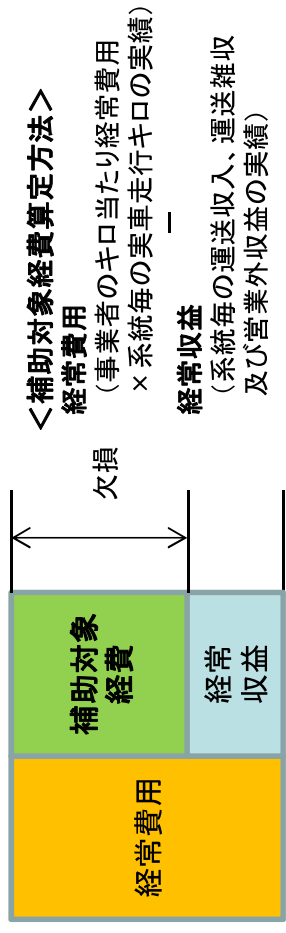 経常費用
補助対象
経費
経常
収益
欠損
＜補助対象経費算定方法＞
経常費用
（事業者のキロ当たり経常費用
×系統毎の実車走行キロの実績）
－
経常収益
（系統毎の運送収入、運送雑収
及び営業外収益の実績）